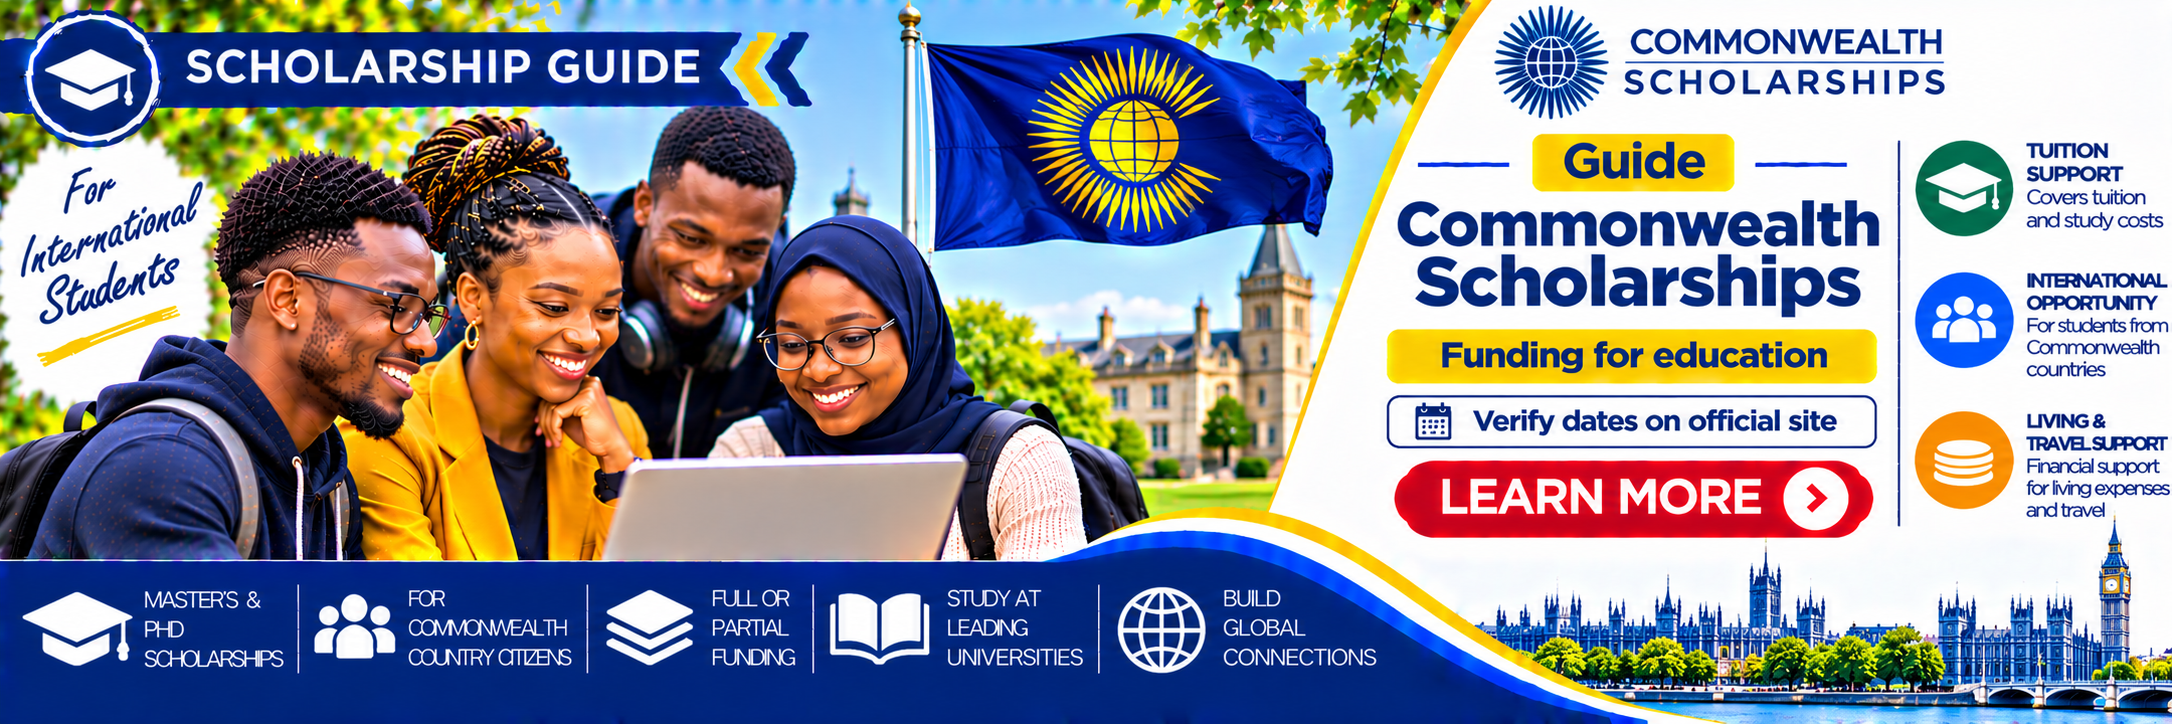 SCHOLARSHIP GUIDE
For
International
Students
COMMONWEALTH
SCHOLARSHIPS
Guide
Commonwealth
Scholarships
Funding for education
Verify dates on official site
LEARN MORE
TUITION
SUPPORT
Covers tuition
and study costs
INTERNATIONAL
OPPORTUNITY
For students from
Commonwealth
countries
LIVING &
TRAVEL SUPPORT
Financial support
for living expenses
and travel
MASTER'S &
PHD
SCHOLARSHIPS
FOR
COMMONWEALTH
COUNTRY CITIZENS
FULL OR
PARTIAL
FUNDING
STUDY AT
LEADING
UNIVERSITIES
BUILD
GLOBAL
CONNECTIONS